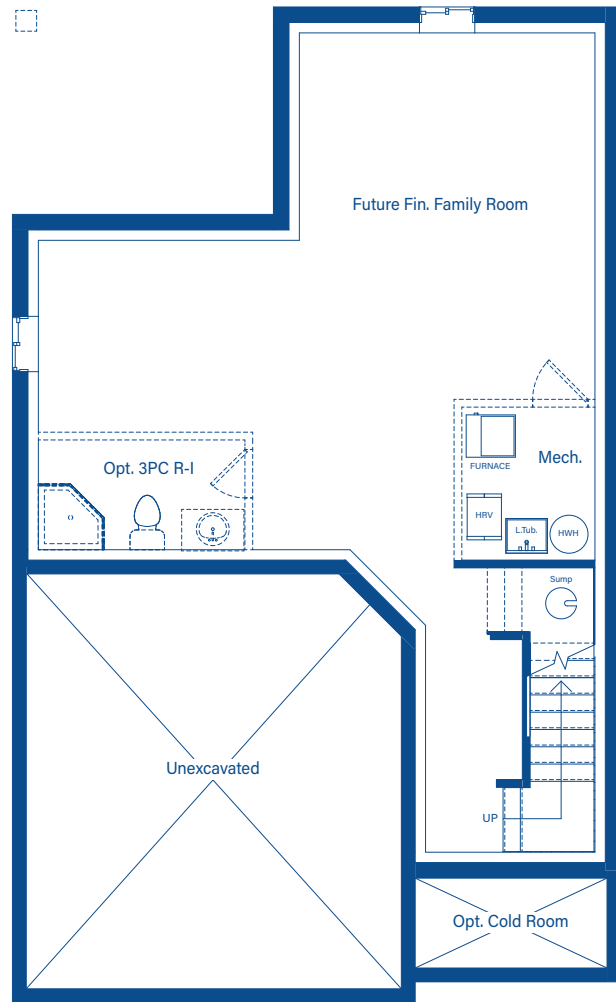 Future Fin. Family Room
Opt. 3PC R-I
Mech.
FURNACE
HRV
L.Tub.
HWH
Sump
Unexcavated
UP
Opt. Cold Room